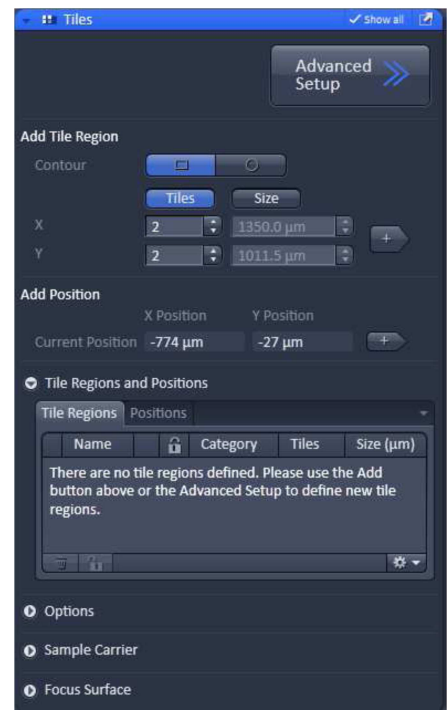 Tiles
Show all
Advanced
Setup
Add Tile Region
Contour
Tiles
Size
X
2
1350.0 µm
Y
2
1011.5 µm
Add Position
X Position
Y Position
Current Position
-774 µm
-27 µm
Tile Regions and Positions
Tile Regions
Positions
Name
Category
Tiles
Size (µm)
There are no tile regions defined. Please use the Add
button above or the Advanced Setup to define new tile
regions.
Options
Sample Carrier
Focus Surface